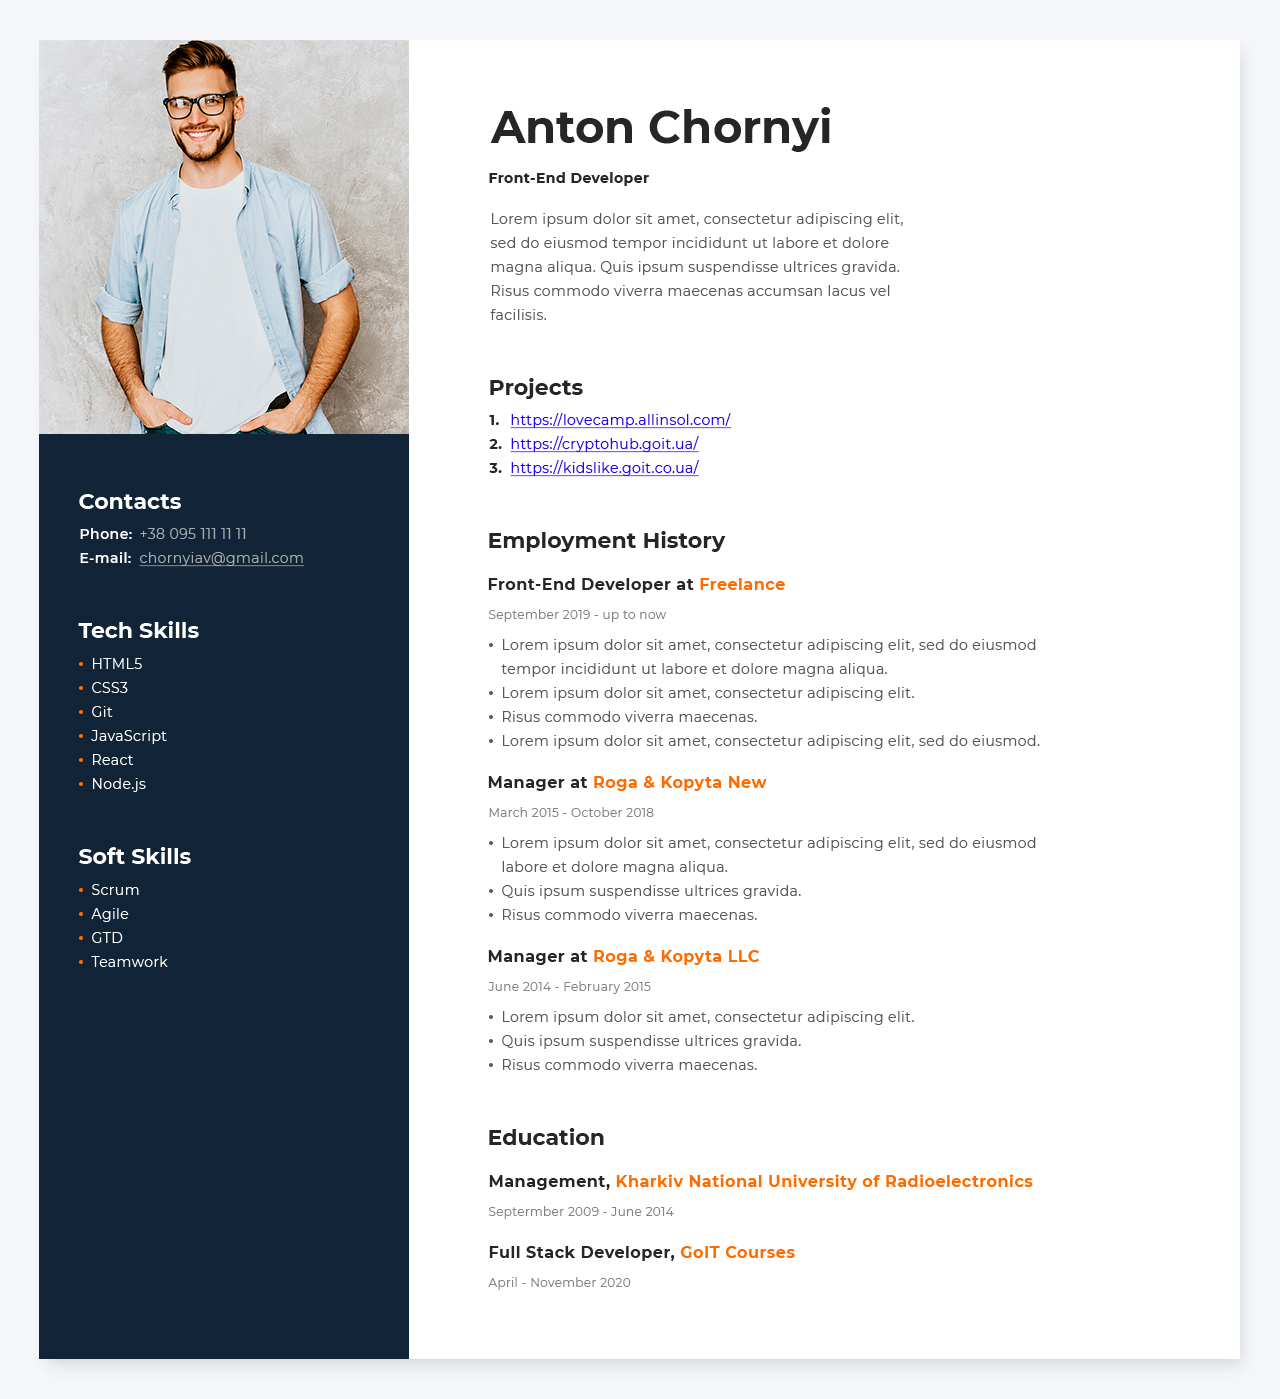 Anton Chornyi
Front-End Developer
Lorem ipsum dolor sit amet, consectetur adipiscing elit,
sed do eiusmod tempor incididunt ut labore et dolore
magna aliqua. Quis ipsum suspendisse ultrices gravida.
Risus commodo viverra maecenas accumsan lacus vel
facilisis.
Projects
1. https://lovecamp.allinsol.com/
2. https://cryptohub.goit.ua/
3. https://kidslike.goit.co.ua/
Contacts
Phone: +38 095 111 11 11
E-mail: chornyiav@gmail.com
Tech Skills
• HTML5
• CSS3
• Git
• JavaScript
• React
• Node.js
Soft Skills
• Scrum
• Agile
• GTD
• Teamwork
Employment History
Front-End Developer at Freelance
September 2019 - up to now
• Lorem ipsum dolor sit amet, consectetur adipiscing elit, sed do eiusmod
tempor incididunt ut labore et dolore magna aliqua.
• Lorem ipsum dolor sit amet, consectetur adipiscing elit.
• Risus commodo viverra maecenas.
• Lorem ipsum dolor sit amet, consectetur adipiscing elit, sed do eiusmod.
Manager at Roga & Kopyta New
March 2015 - October 2018
• Lorem ipsum dolor sit amet, consectetur adipiscing elit, sed do eiusmod
labore et dolore magna aliqua.
• Quis ipsum suspendisse ultrices gravida.
• Risus commodo viverra maecenas.
Manager at Roga & Kopyta LLC
June 2014 - February 2015
• Lorem ipsum dolor sit amet, consectetur adipiscing elit.
• Quis ipsum suspendisse ultrices gravida.
• Risus commodo viverra maecenas.
Education
Management, Kharkiv National University of Radioelectronics
Septermber 2009 - June 2014
Full Stack Developer, GoIT Courses
April - November 2020